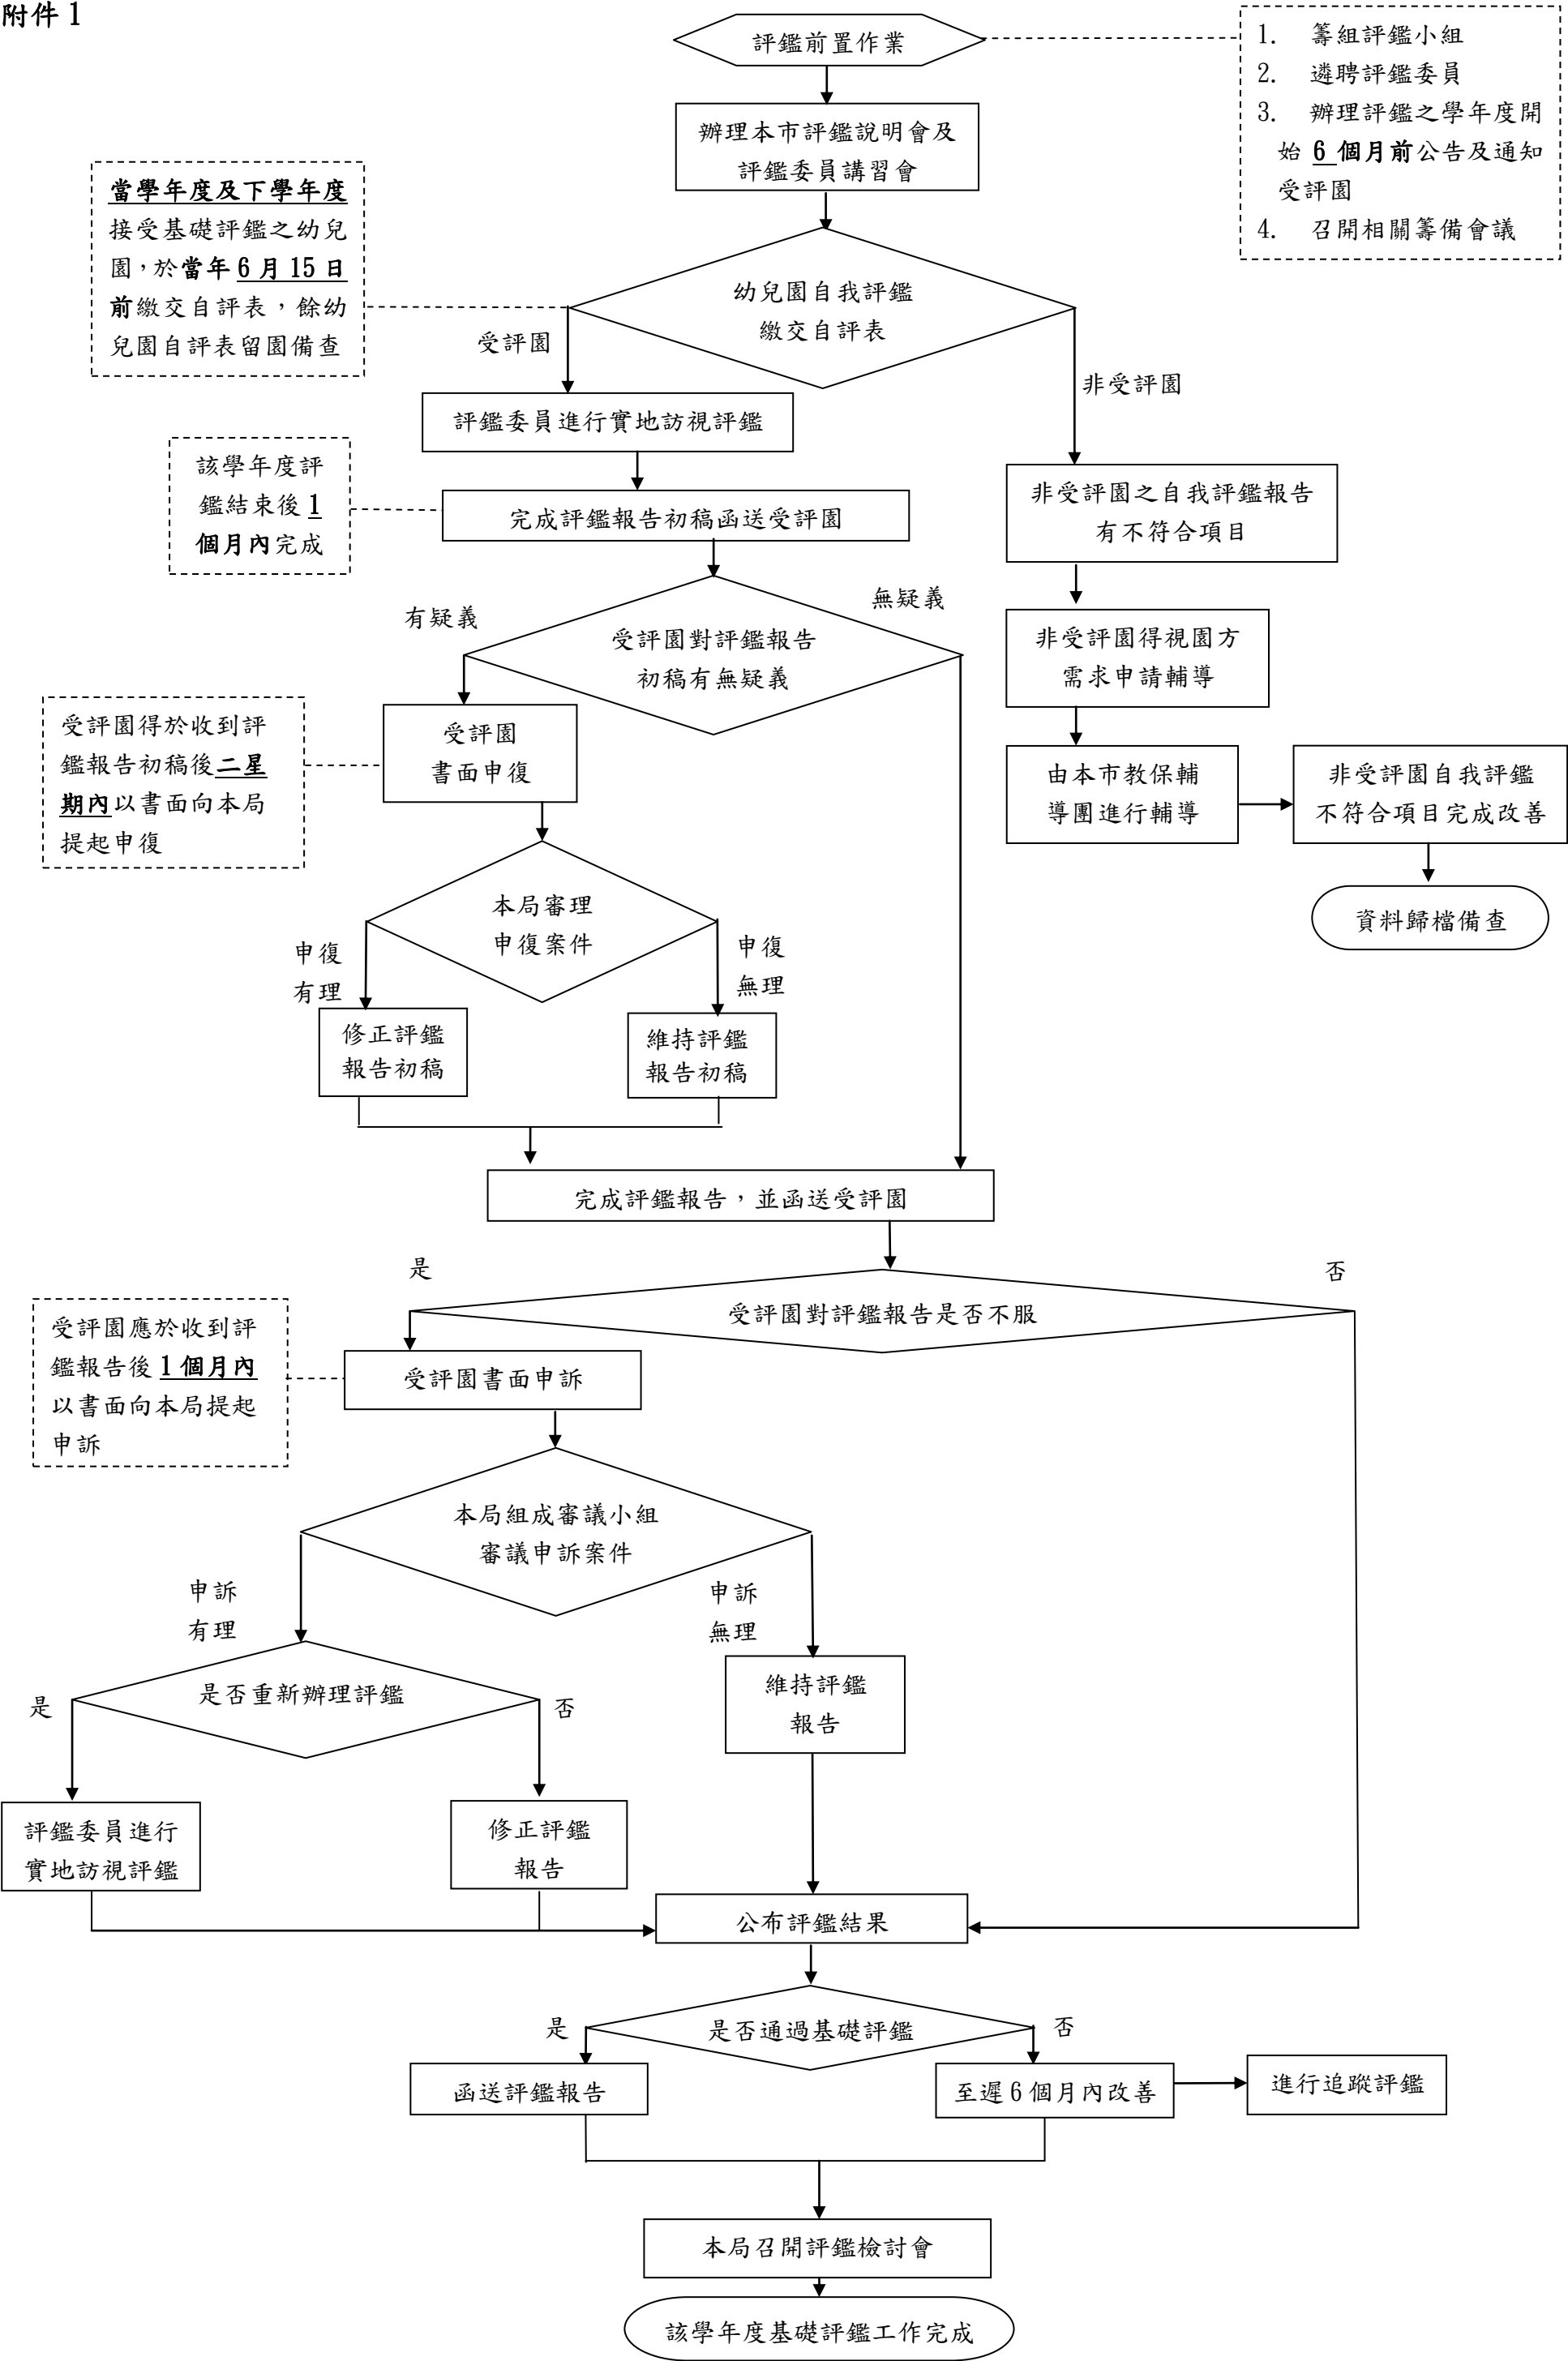 附件1
評鑑前置作業
1. 籌組評鑑小組
2. 遴聘評鑑委員
3. 辦理評鑑之學年度開
始 6 個月前公告及通知
受評園
4. 召開相關籌備會議
辦理本市評鑑說明會及
評鑑委員講習會
當學年度及下學年度
接受基礎評鑑之幼兒
園，於當年 6 月 15 日
前繳交自評表，餘幼
兒園自評表留園備查
幼兒園自我評鑑
繳交自評表
受評園
非受評園
評鑑委員進行實地訪視評鑑
該學年度評
鑑結束後 1
個月內完成
完成評鑑報告初稿函送受評園
非受評園之自我評鑑報告
有不符合項目
有疑義
無疑義
受評園對評鑑報告
初稿有無疑義
非受評園得視園方
需求申請輔導
受評園得於收到評
鑑報告初稿後二星
期內以書面向本局
提起申復
受評園
書面申復
由本市教保輔
導團進行輔導
非受評園自我評鑑
不符合項目完成改善
資料歸檔備查
本局審理
申復案件
申復
有理
申復
無理
修正評鑑
報告初稿
維持評鑑
報告初稿
完成評鑑報告，並函送受評園
是
否
受評園對評鑑報告是否不服
受評園應於收到評
鑑報告後 1 個月內
以書面向本局提起
申訴
受評園書面申訴
本局組成審議小組
審議申訴案件
申訴
有理
申訴
無理
是否重新辦理評鑑
是
否
維持評鑑
報告
評鑑委員進行
實地訪視評鑑
修正評鑑
報告
公布評鑑結果
是否通過基礎評鑑
是
否
函送評鑑報告
至遲 6 個月內改善
進行追蹤評鑑
本局召開評鑑檢討會
該學年度基礎評鑑工作完成